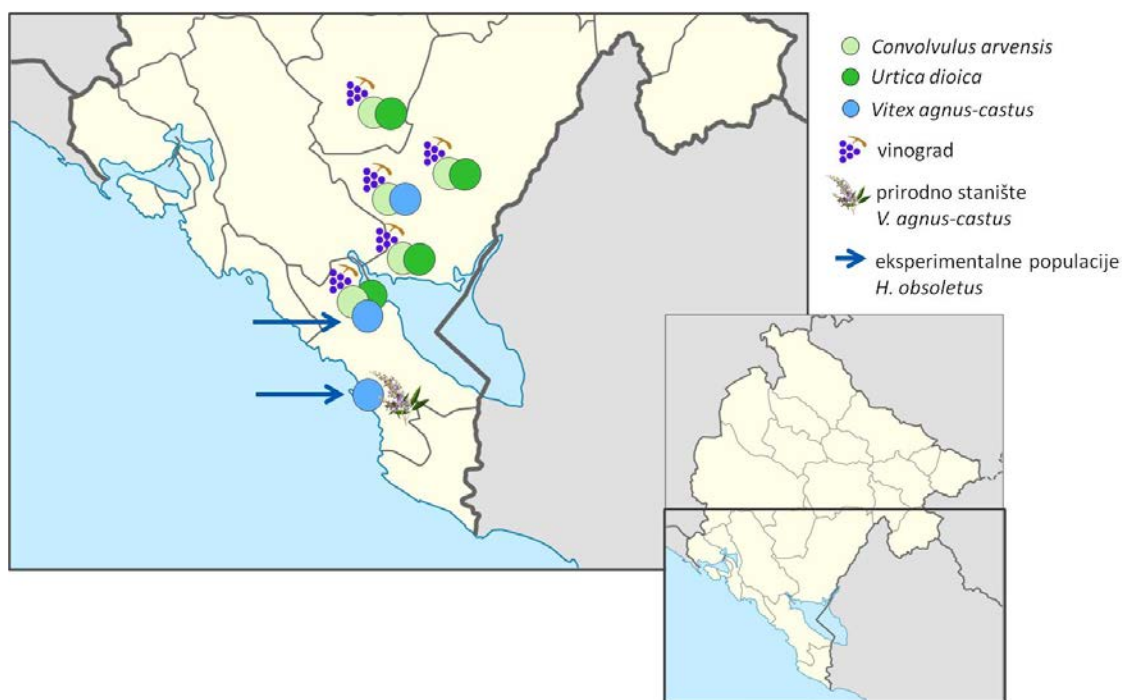 Convolvulus arvensis
Urtica dioica
Vitex agnus-castus
vinograd
prirodno stanište
V. agnus-castus
eksperimentalne populacije
H. obsoletus